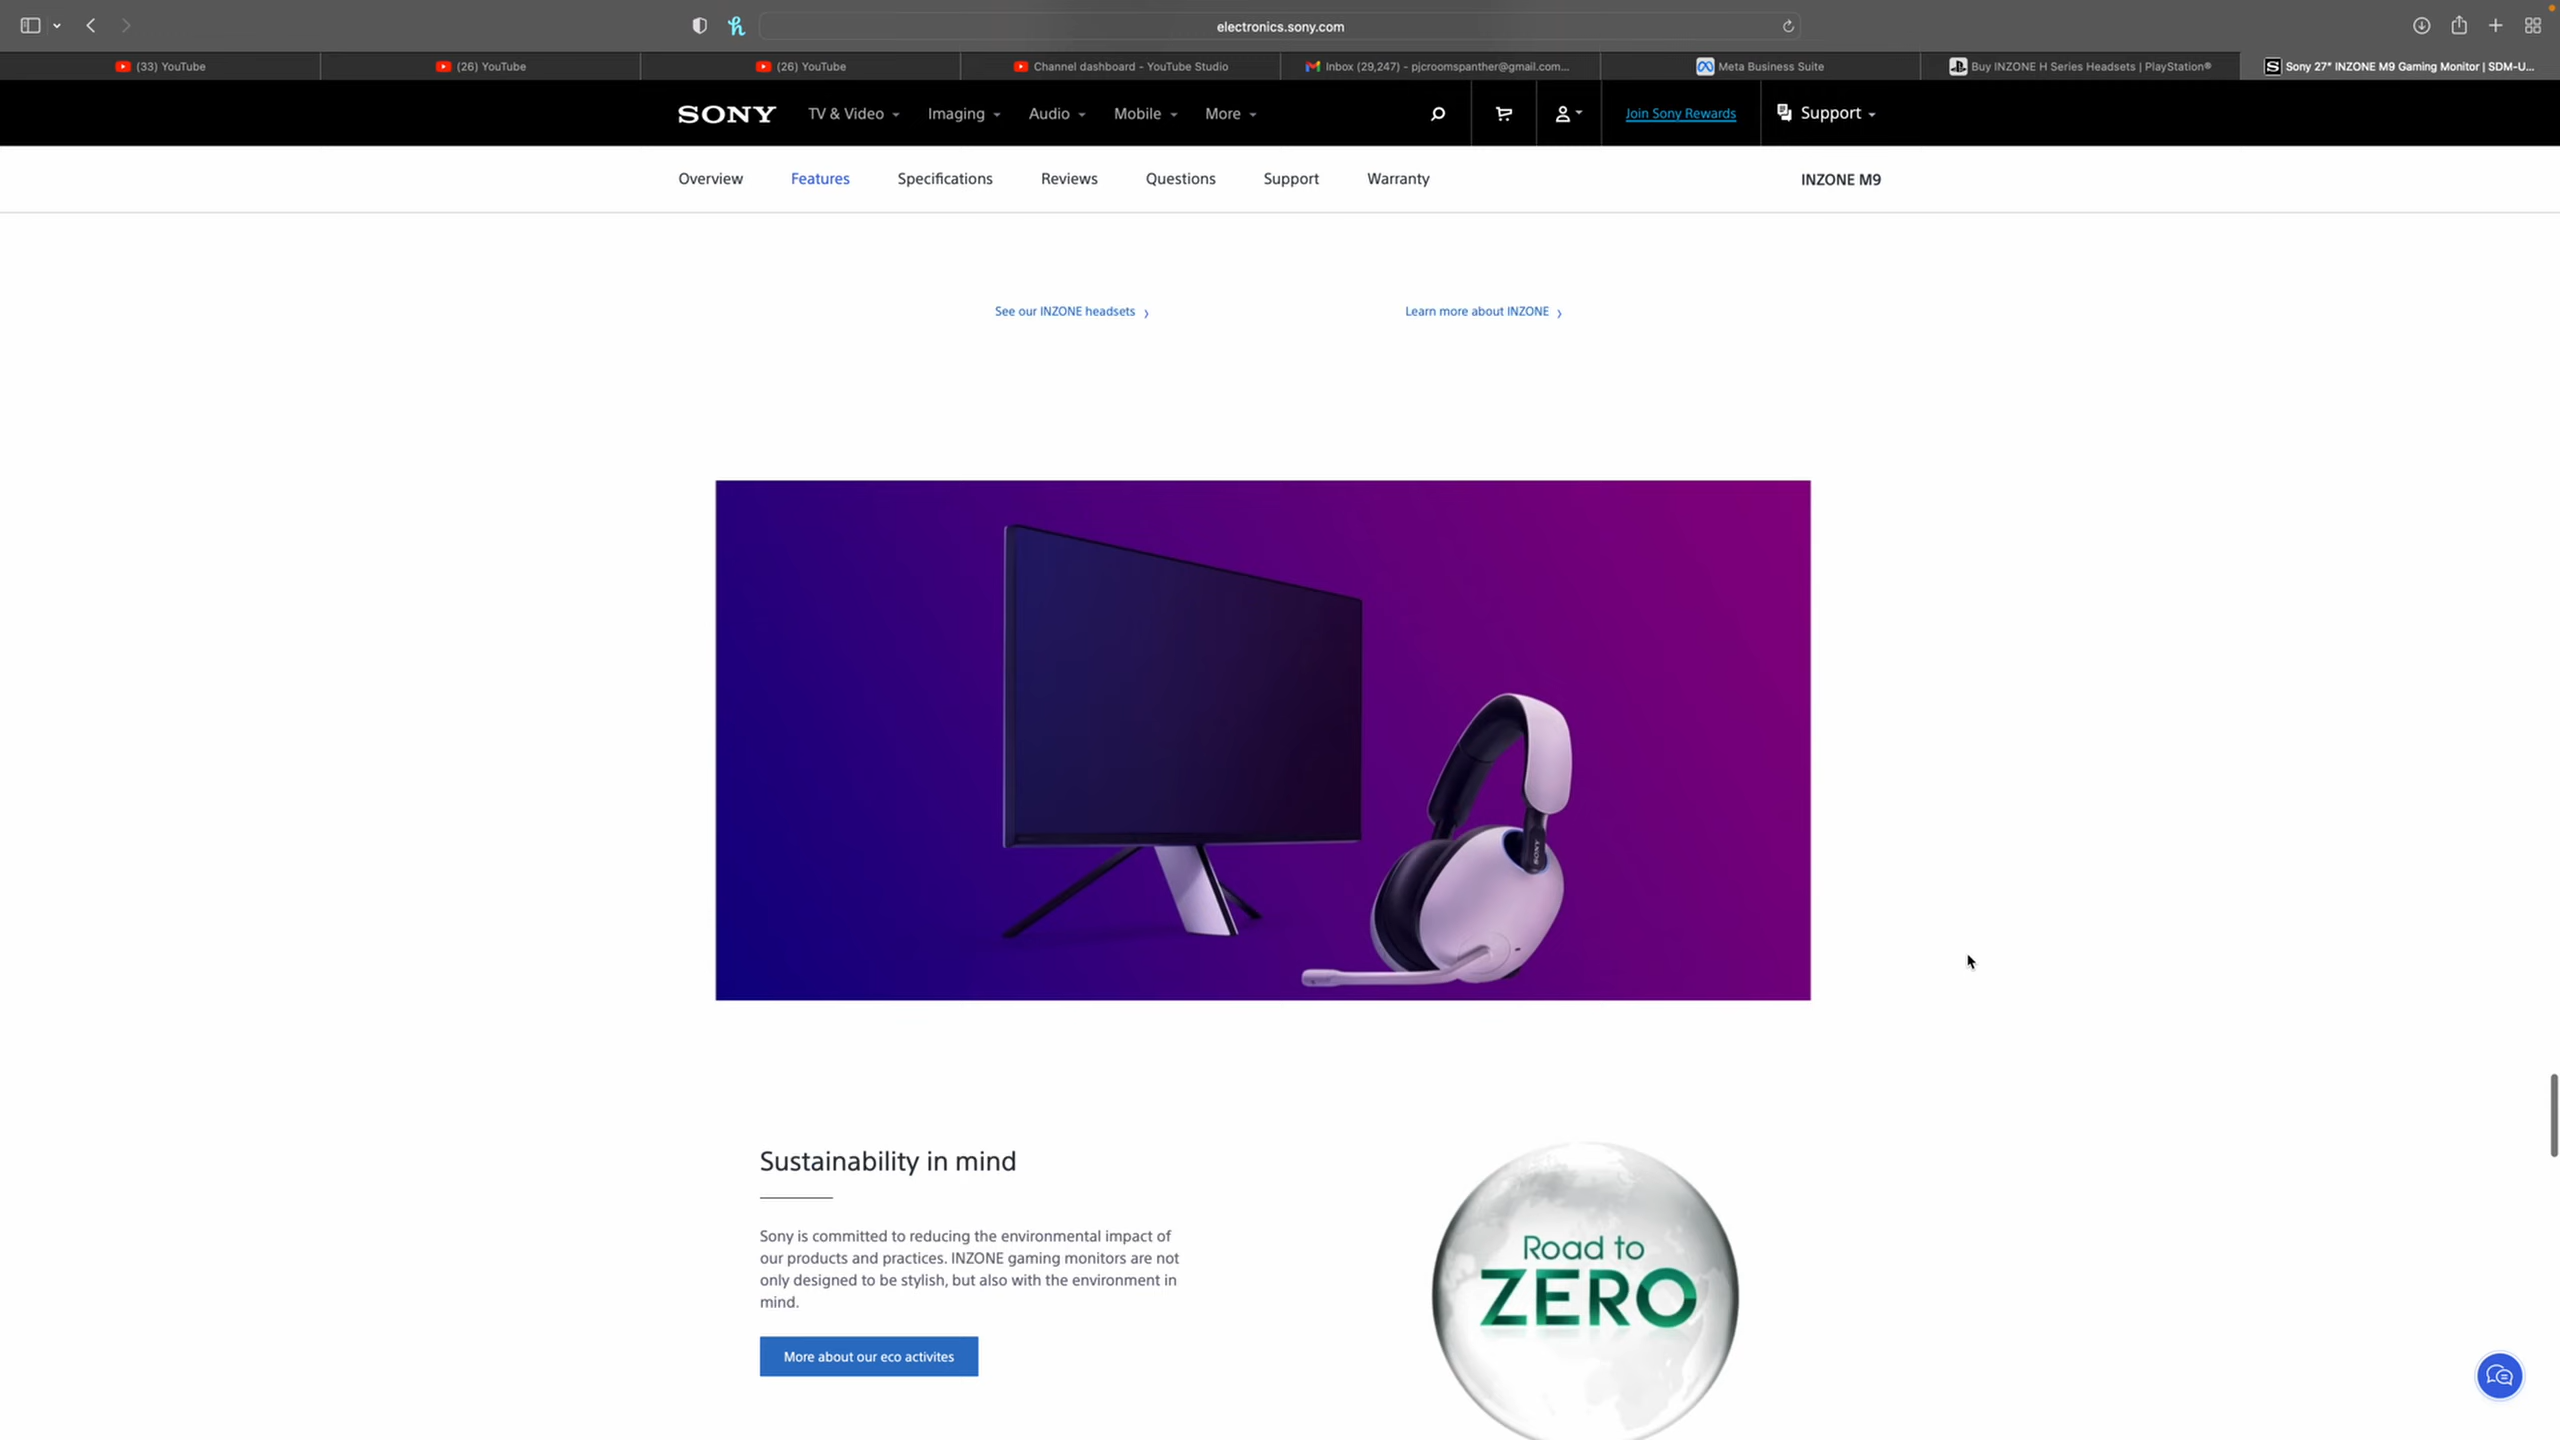 electronics.sony.com
(33) YouTube
(26) YouTube
(26) YouTube
Channel dashboard - YouTube Studio
Inbox (29,247) - pjcroomspanther@gmail.com...
Meta Business Suite
Buy INZONE H Series Headsets | PlayStation®
Sony 27" INZONE M9 Gaming Monitor | SDM-U...
SONY
TV & Video
Imaging
Audio
Mobile
More
Join Sony Rewards
Support
Overview
Features
Specifications
Reviews
Questions
Support
Warranty
INZONE M9
See our INZONE headsets
Learn more about INZONE
SONY
Sustainability in mind
Sony is committed to reducing the environmental impact of
our products and practices. INZONE gaming monitors are not
only designed to be stylish, but also with the environment in
mind.
More about our eco activites
Road to
ZERO